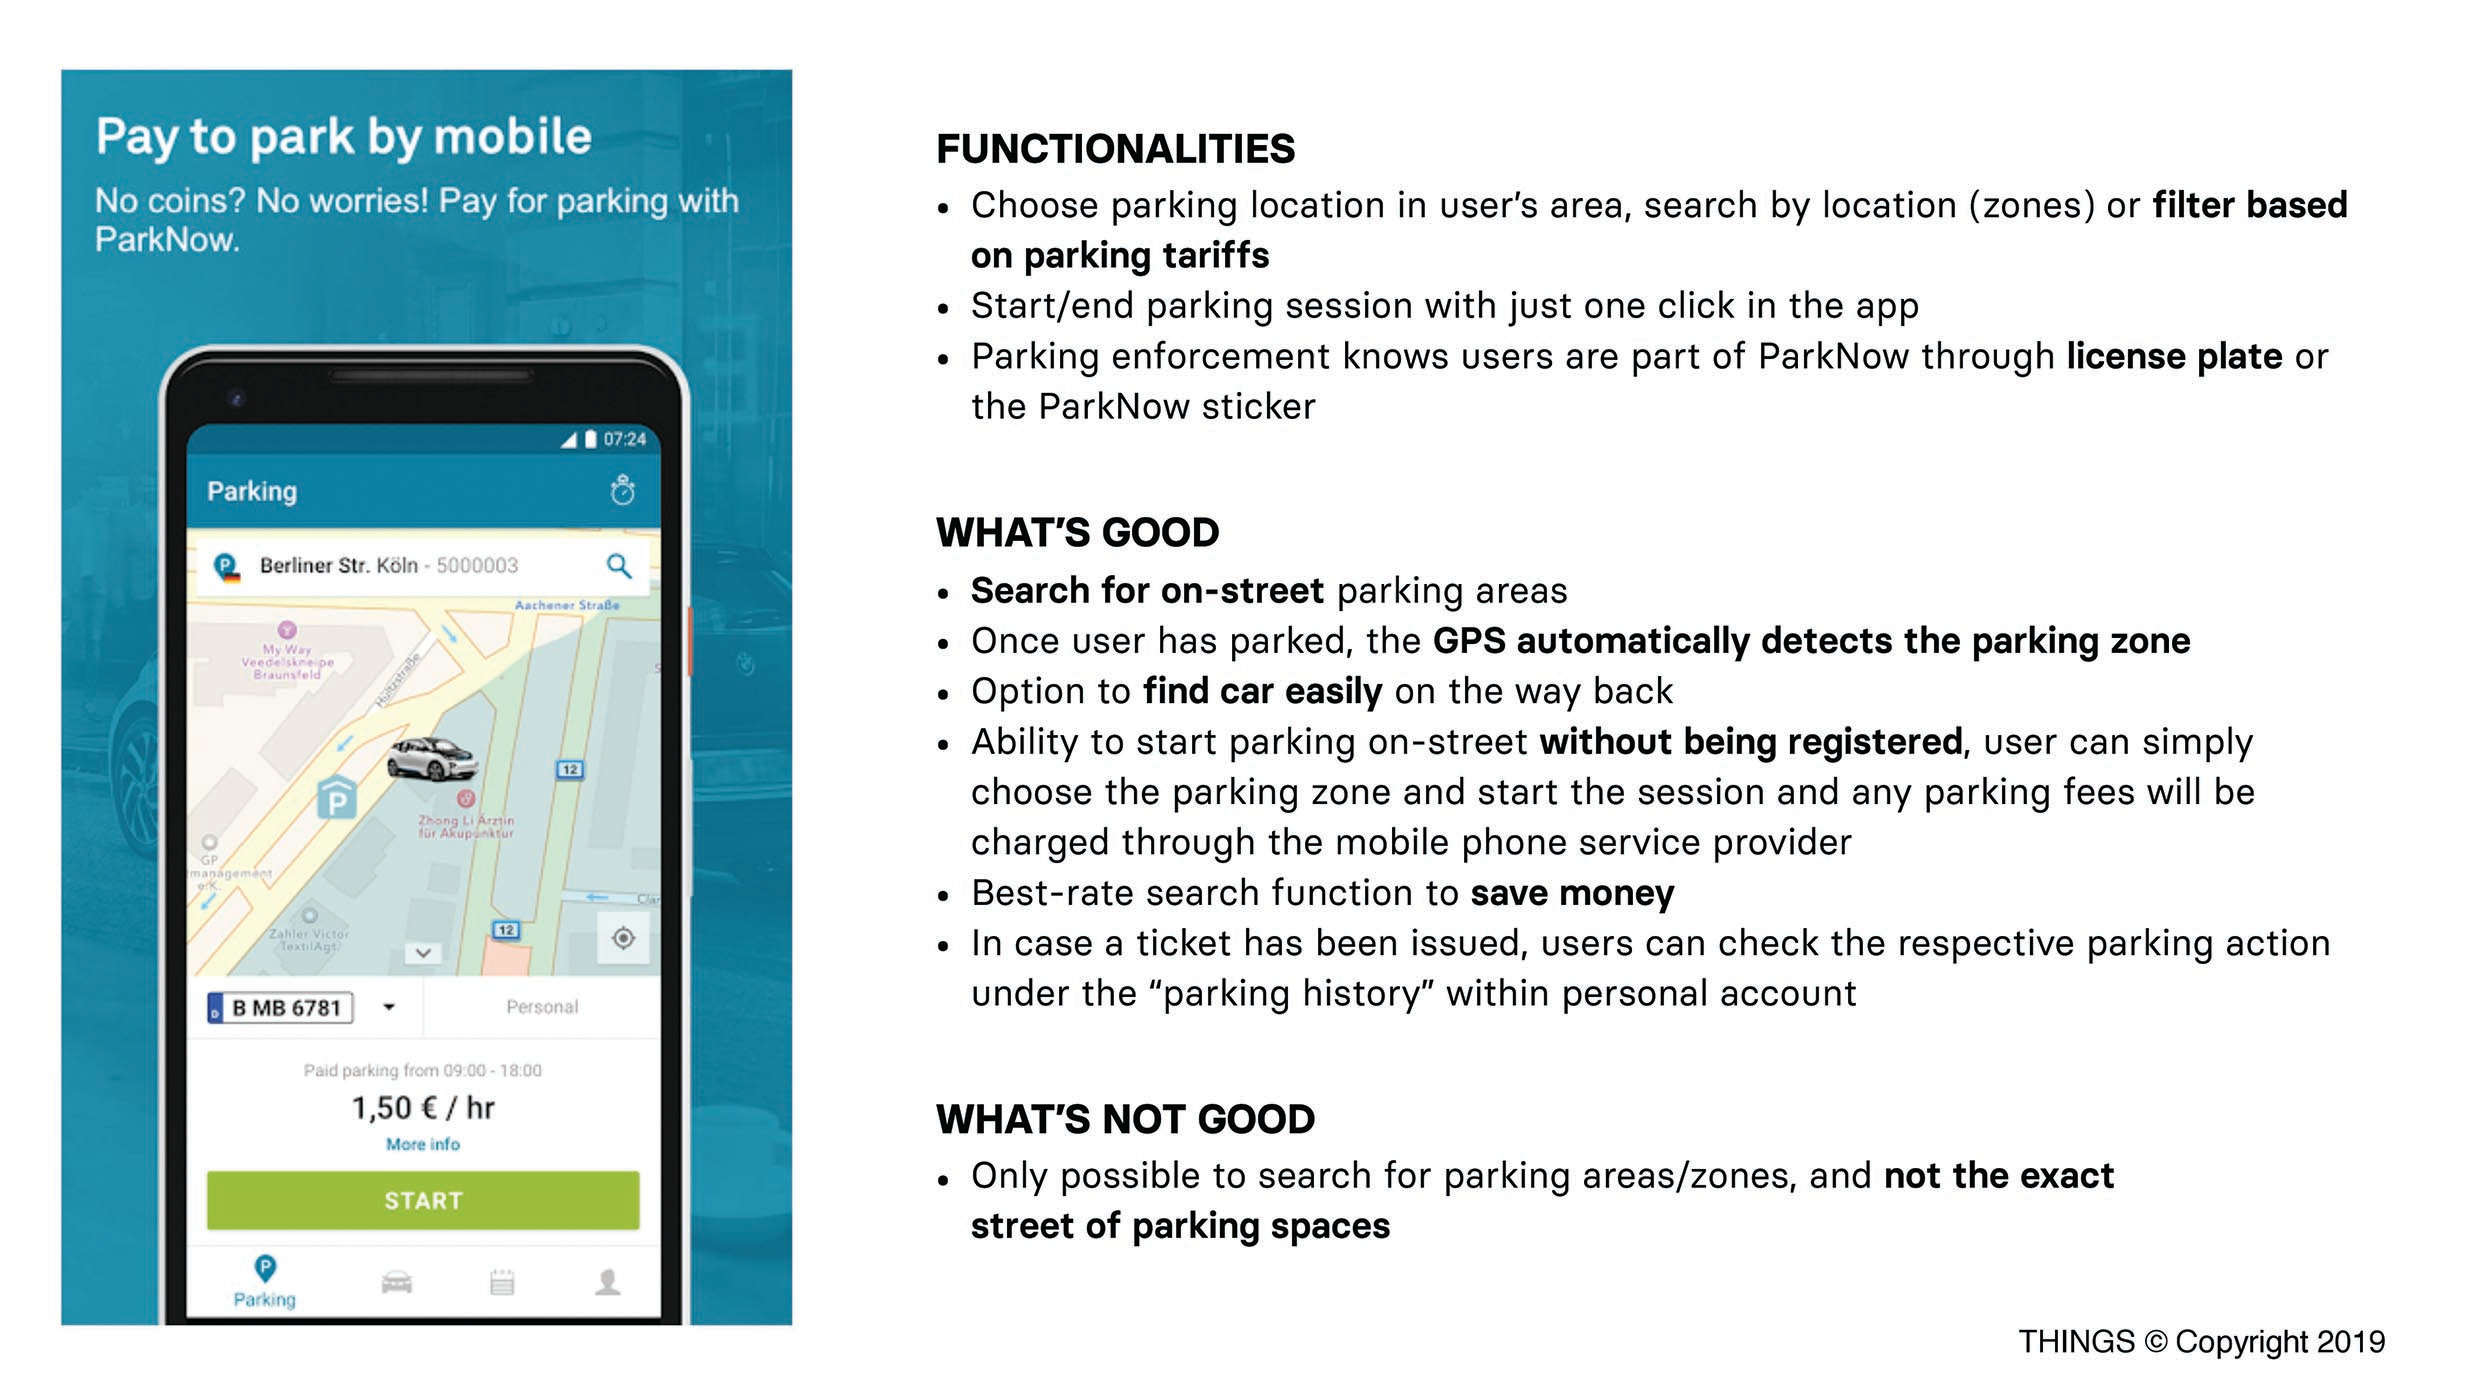 Pay to park by mobile
No coins? No worries! Pay for parking with
ParkNow.
07:24
Parking
Berliner Str. Köln - 5000003
Aachener Straße
My Way
Veedelskneipe
Braunsfeld
Hültzstraße
12
Zhong Li Ärztin
für Akupunktur
GP
management
e.K.
Clar
Zahler Victor
TextilAgt
12
D B MB 6781
Personal
Paid parking from 09:00 - 18:00
1,50 € / hr
More info
START
Parking
FUNCTIONALITIES
• Choose parking location in user’s area, search by location (zones) or filter based
on parking tariffs
• Start/end parking session with just one click in the app
• Parking enforcement knows users are part of ParkNow through license plate or
the ParkNow sticker
WHAT’S GOOD
• Search for on-street parking areas
• Once user has parked, the GPS automatically detects the parking zone
• Option to find car easily on the way back
• Ability to start parking on-street without being registered, user can simply
choose the parking zone and start the session and any parking fees will be
charged through the mobile phone service provider
• Best-rate search function to save money
• In case a ticket has been issued, users can check the respective parking action
under the “parking history” within personal account
WHAT’S NOT GOOD
• Only possible to search for parking areas/zones, and not the exact
street of parking spaces
THINGS © Copyright 2019